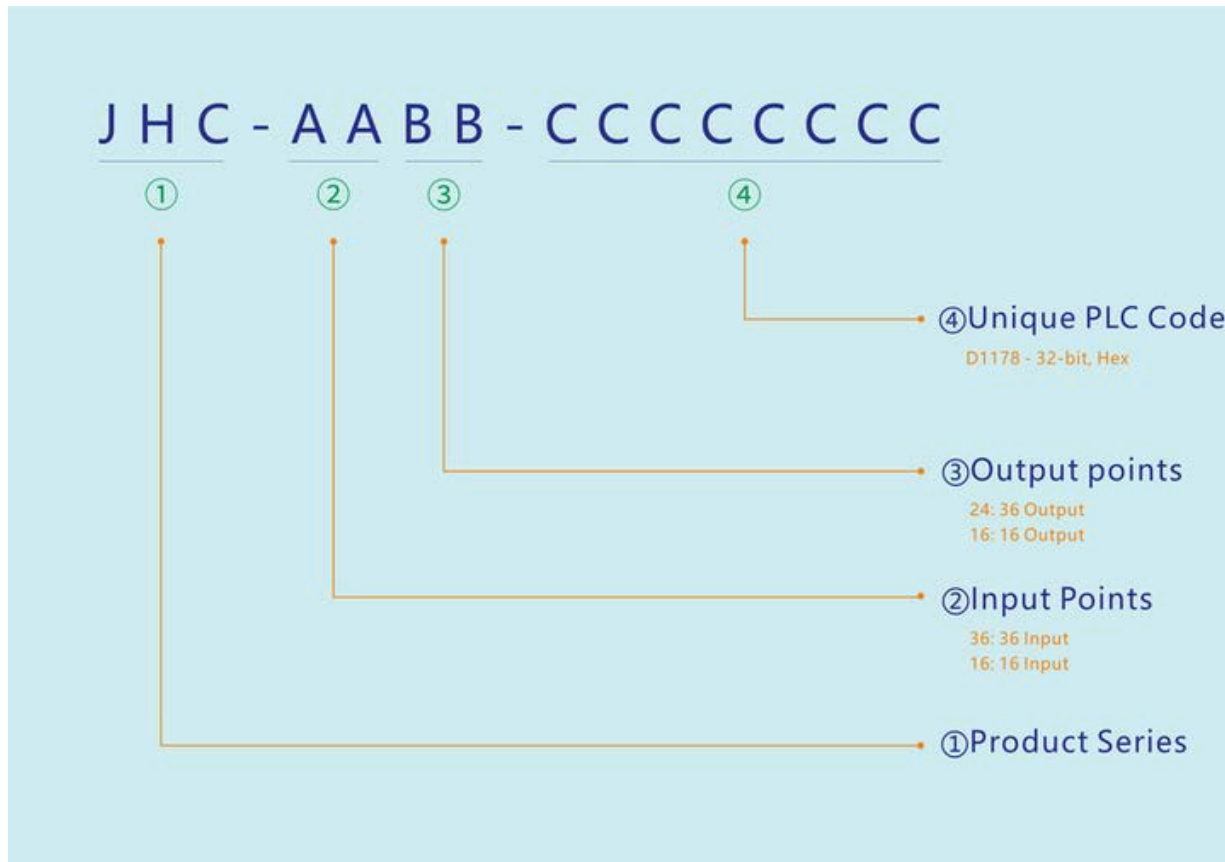 JHC-AABB-CCCCCCCC
① ② ③ ④
④Unique PLC Code
D1178 - 32-bit, Hex
③Output points
24: 36 Output
16: 16 Output
②Input Points
36: 36 Input
16: 16 Input
①Product Series